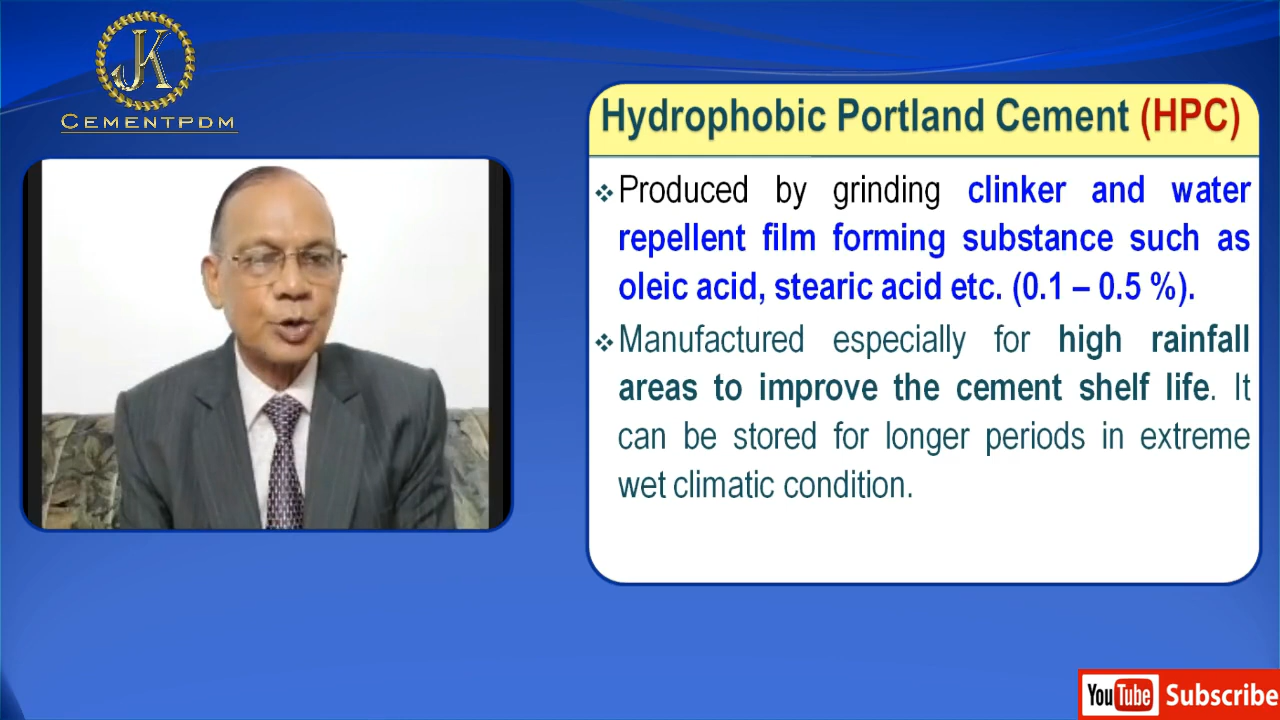 JK
CEMENTPDM
Hydrophobic Portland Cement (HPC)
❖Produced by grinding clinker and water
repellent film forming substance such as
oleic acid, stearic acid etc. (0.1 – 0.5 %).
❖Manufactured especially for high rainfall
areas to improve the cement shelf life. It
can be stored for longer periods in extreme
wet climatic condition.
YouTube Subscribe